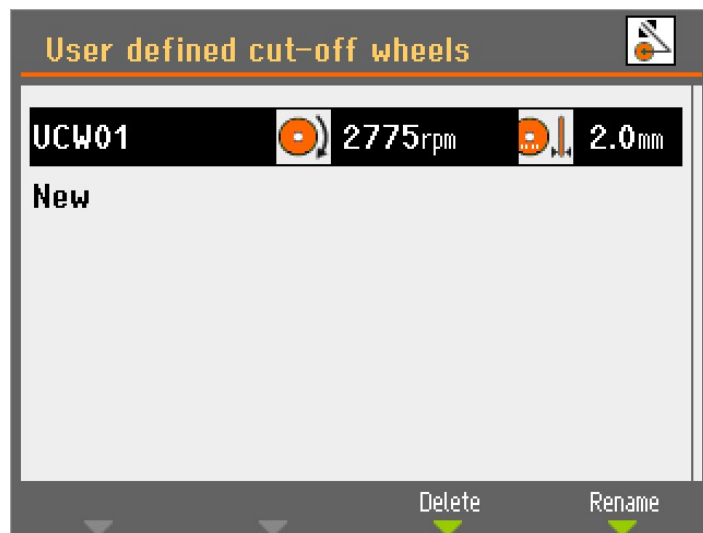 User defined cut-off wheels
UCW01 2775rpm 2.0mm
New
Delete Rename